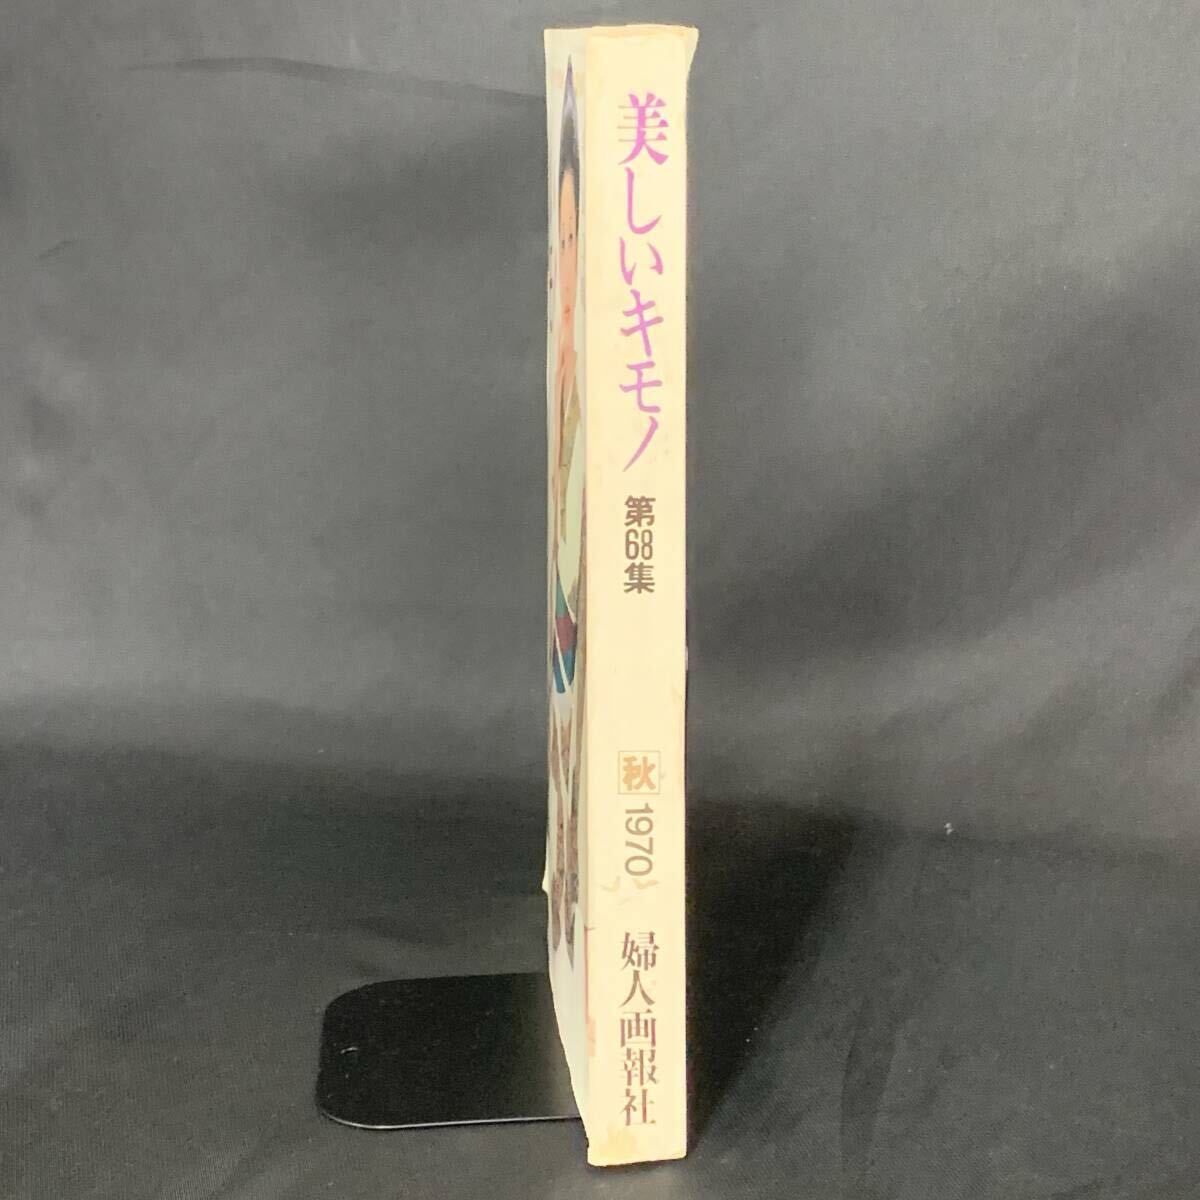 美しいキモノ
第68集
秋
1970
婦人画報社